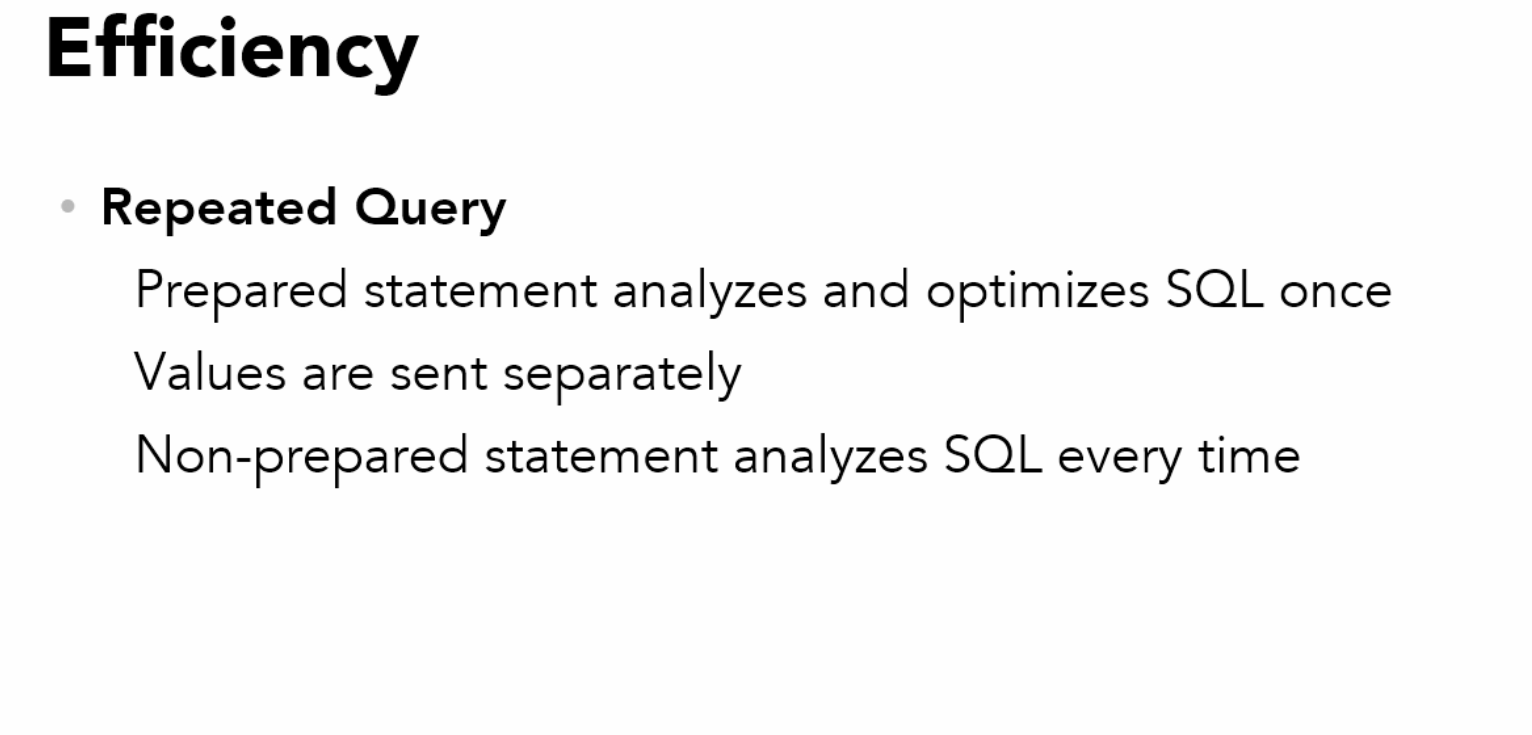 Efficiency
• Repeated Query
Prepared statement analyzes and optimizes SQL once
Values are sent separately
Non-prepared statement analyzes SQL every time